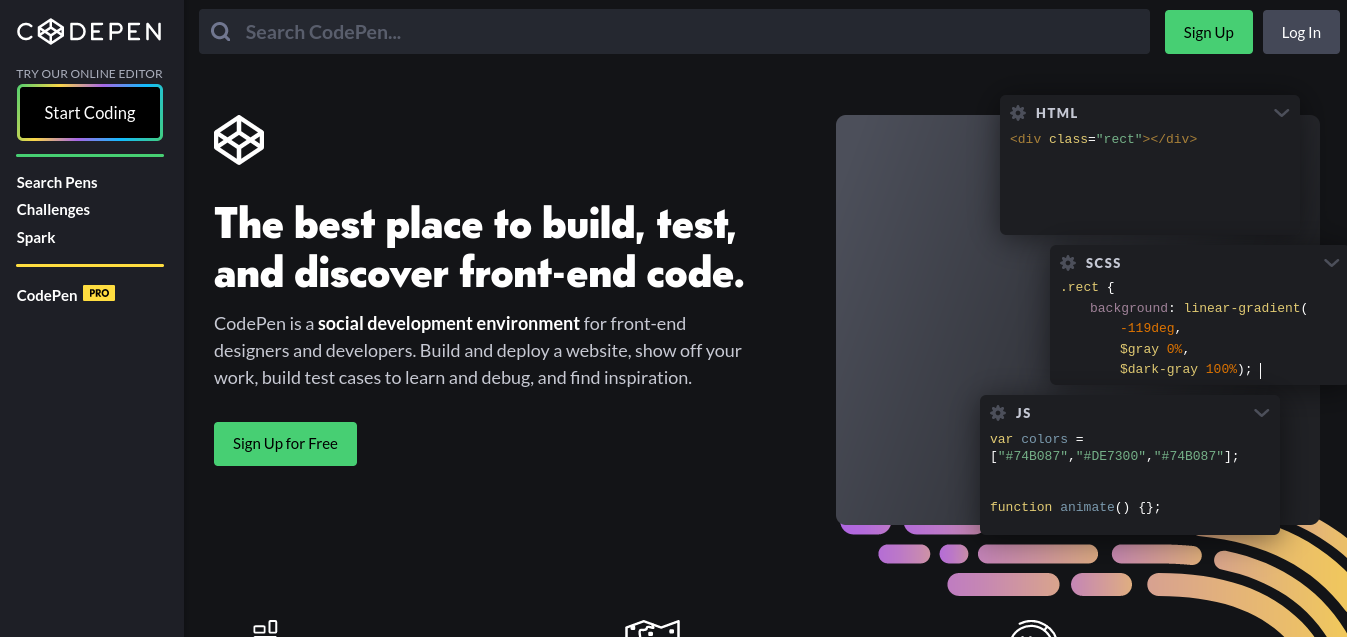 CODEPEN
TRY OUR ONLINE EDITOR
Start Coding
Search Pens
Challenges
Spark
CodePen PRO
Search CodePen...
Sign Up
Log In
The best place to build, test,
and discover front-end code.
CodePen is a social development environment for front-end
designers and developers. Build and deploy a website, show off your
work, build test cases to learn and debug, and find inspiration.
Sign Up for Free
HTML
<div class="rect"></div>
SCSS
.rect {
background: linear-gradient(
-119deg,
$gray 0%,
$dark-gray 100%);
JS
var colors =
["#74B087","#DE7300","#74B087"];
function animate() {};